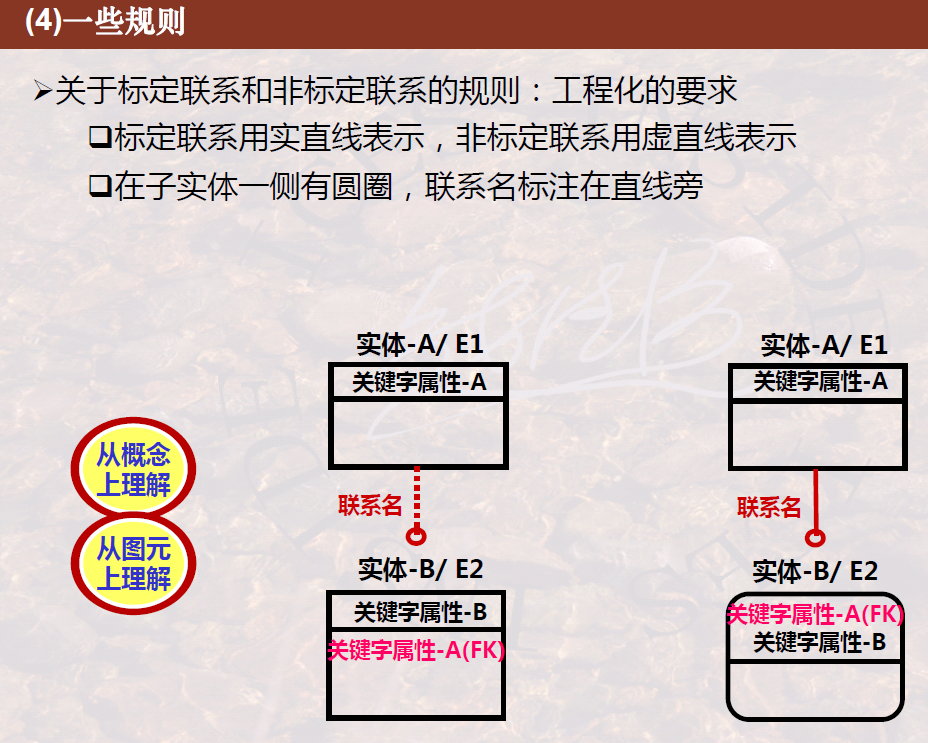 (4)一些规则
关于标定联系和非标定联系的规则：工程化的要求
标定联系用实直线表示，非标定联系用虚直线表示
在子实体一侧有圆圈，联系名标注在直线旁
实体-A/ E1
关键字属性-A
联系名
实体-B/ E2
关键字属性-B
关键字属性-A(FK)
实体-A/ E1
关键字属性-A
联系名
实体-B/ E2
关键字属性-A(FK)
关键字属性-B
从概念
上理解
从图元
上理解